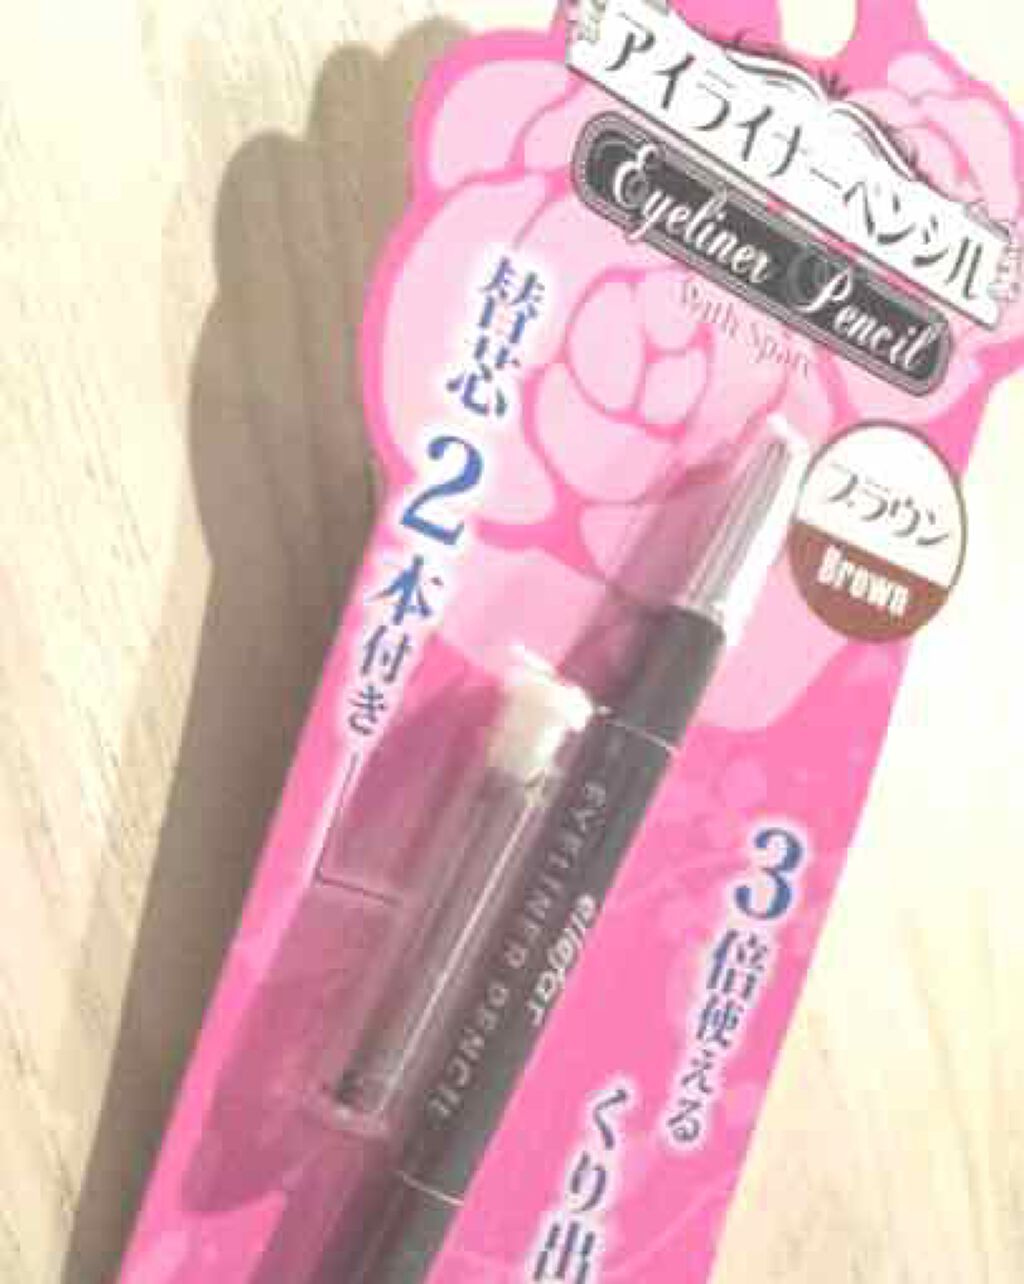 アイライナーペンシル
Eyeliner Pencil
With Spare
替芯2本付き
ブラウン
Brown
EYELINER PENCIL
ellefar
3倍使える
くり出